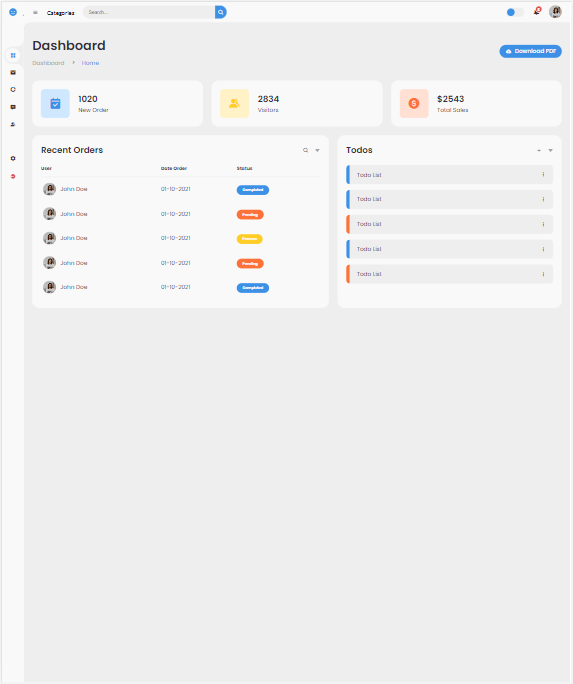 Categories
Search...
Dashboard
Download PDF
Dashboard
Home
1020
New Order
2834
Visitors
$2543
Total Sales
Recent Orders
User Date Order Status
John Doe 01-10-2021 Completed
John Doe 01-10-2021 Pending
John Doe 01-10-2021 Process
John Doe 01-10-2021 Pending
John Doe 01-10-2021 Completed
Todos
Todo List
Todo List
Todo List
Todo List
Todo List